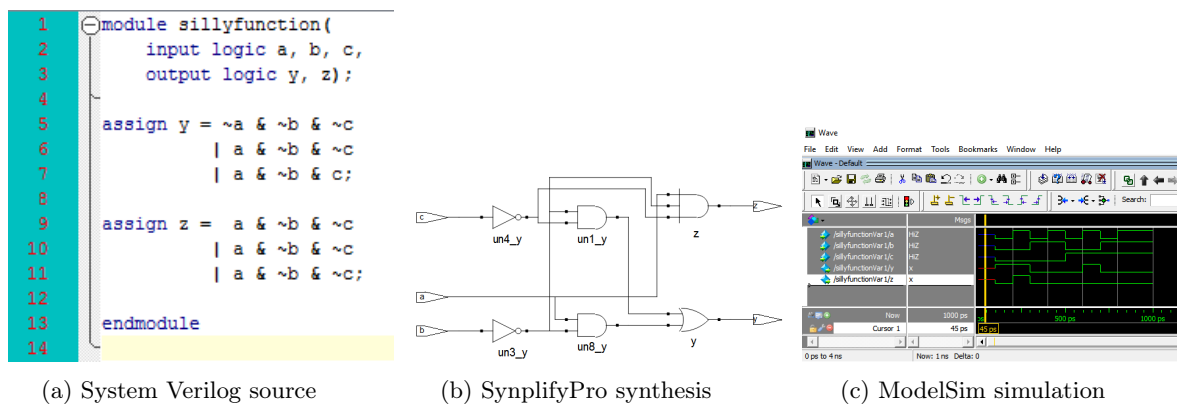 1 module sillyfunction(
2 input logic a, b, c,
3 output logic y, z);
4
5 assign y = ~a & ~b & ~c
6 | a & ~b & ~c
7 | a & ~b & c;
8
9 assign z = a & ~b & ~c
10 | a & ~b & ~c
11 | a & ~b & ~c;
12
13 endmodule
14
(a) System Verilog source
c
un4_y
un1_y
z
z
a
b
un3_y
un8_y
y
y
(b) SynplifyPro synthesis
Wave
File Edit View Add Format Tools Bookmarks Window Help
Wave - Default
Search:
Msgs
/sillyfunctionVar1/a HiZ
/sillyfunctionVar1/b HiZ
/sillyfunctionVar1/c HiZ
/sillyfunctionVar1/y x
/sillyfunctionVar1/z x
Now 1000 ps
500 ps 1000 ps
Cursor 1 45 ps
45 ps
0 ps to 4 ns Now: 1 ns Delta: 0
(c) ModelSim simulation